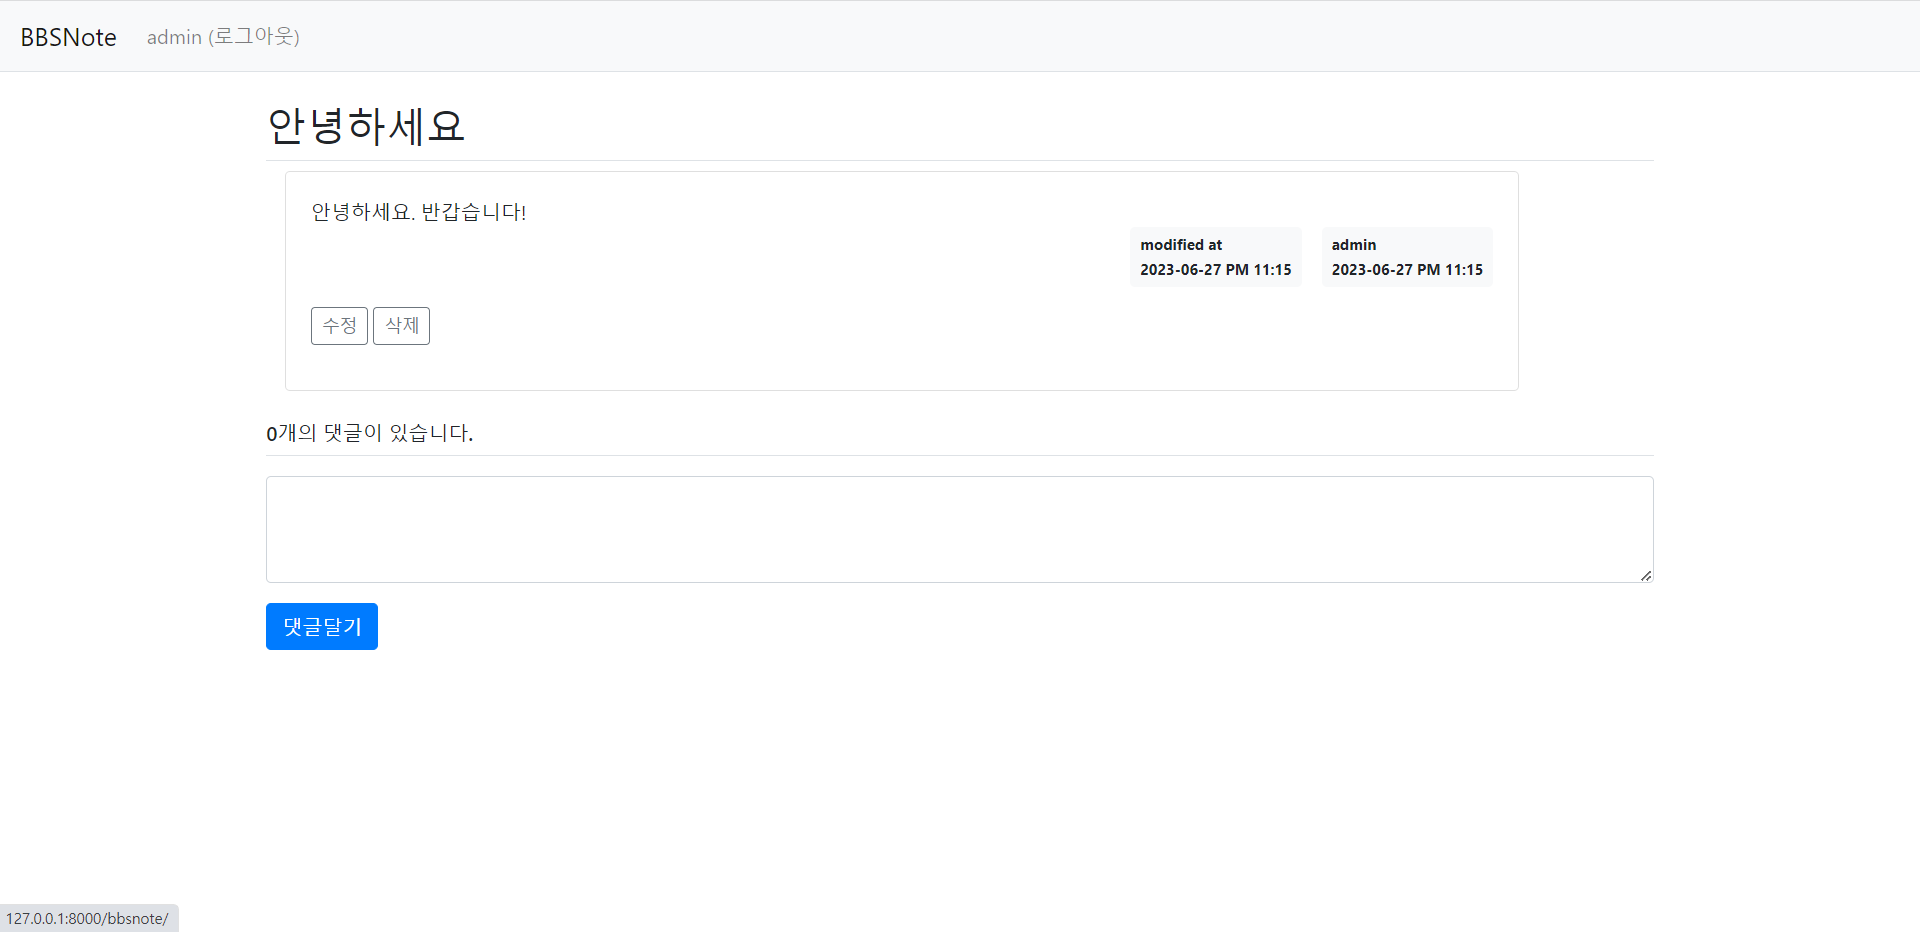 BBSNote admin (로그아웃)
안녕하세요
안녕하세요. 반갑습니다!
modified at
2023-06-27 PM 11:15
admin
2023-06-27 PM 11:15
수정 삭제
0개의 댓글이 있습니다.
댓글달기
127.0.0.1:8000/bbsnote/